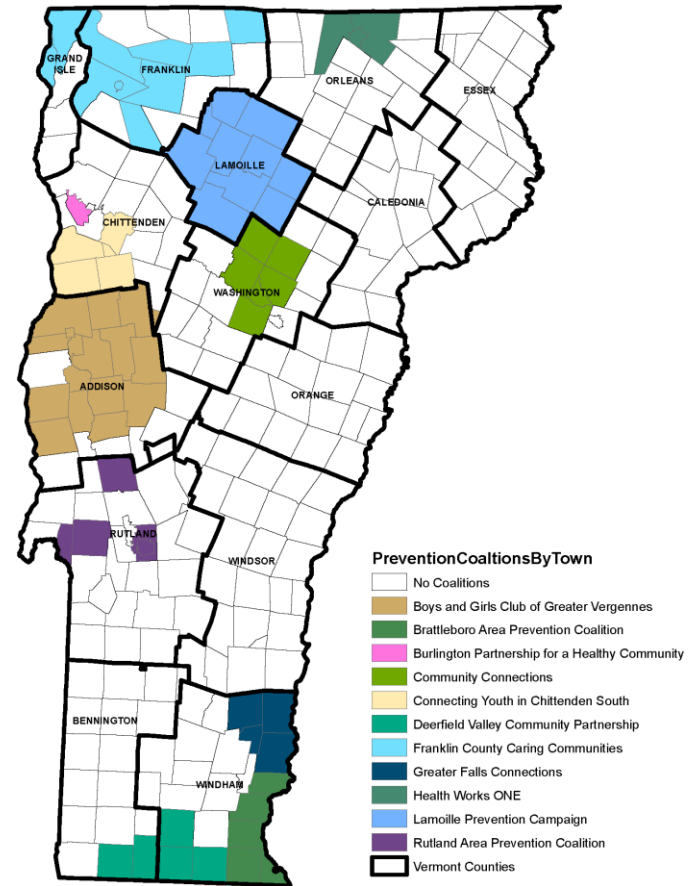 GRAND
ISLE
FRANKLIN
ORLEANS
ESSEX
LAMOILLE
CALEDONIA
CHITTENDEN
WASHINGTON
ADDISON
ORANGE
RUTLAND
WINDSOR
BENNINGTON
WINDHAM
PreventionCoaltionsByTown
No Coalitions
Boys and Girls Club of Greater Vergennes
Brattleboro Area Prevention Coalition
Burlington Partnership for a Healthy Community
Community Connections
Connecting Youth in Chittenden South
Deerfield Valley Community Partnership
Franklin County Caring Communities
Greater Falls Connections
Health Works ONE
Lamoille Prevention Campaign
Rutland Area Prevention Coalition
Vermont Counties